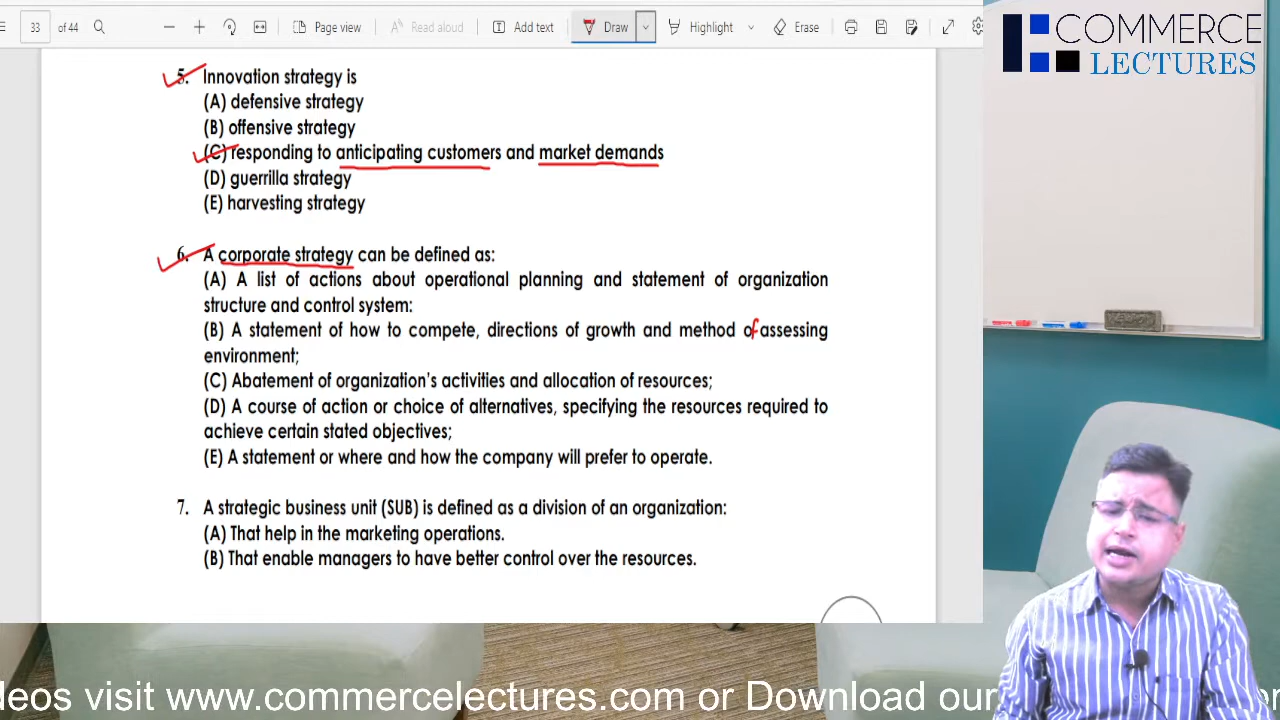 33 of 44
Page view
Read aloud
Add text
Draw
Highlight
Erase
COMMERCE
LECTURES
5. Innovation strategy is
(A) defensive strategy
(B) offensive strategy
(C) responding to anticipating customers and market demands
(D) guerrilla strategy
(E) harvesting strategy
6. A corporate strategy can be defined as:
(A) A list of actions about operational planning and statement of organization
structure and control system:
(B) A statement of how to compete, directions of growth and method of assessing
environment;
(C) Abatement of organization's activities and allocation of resources;
(D) A course of action or choice of alternatives, specifying the resources required to
achieve certain stated objectives;
(E) A statement or where and how the company will prefer to operate.
7. A strategic business unit (SUB) is defined as a division of an organization:
(A) That help in the marketing operations.
(B) That enable managers to have better control over the resources.
deos visit www.commercelectures.com or Download our